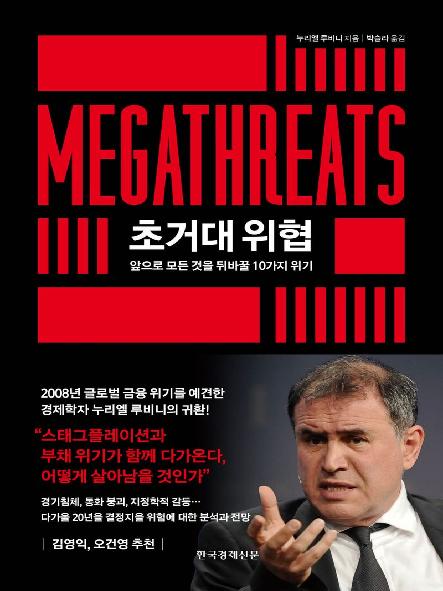 누리엘 루비니 지음 | 박슬라 옮김
MEGATHREATS
초거대 위협
앞으로 모든 것을 뒤바꿀 10가지 위기
2008년 글로벌 금융 위기를 예견한
경제학자 누리엘 루비니의 귀환!
“스태그플레이션과
부채 위기가 함께 다가온다,
어떻게 살아남을 것인가”
경기침체, 통화 붕괴, 지정학적 갈등…
다가올 20년을 결정지을 위협에 대한 분석과 전망
| 김영익, 오건영 추천 |
한국경제신문